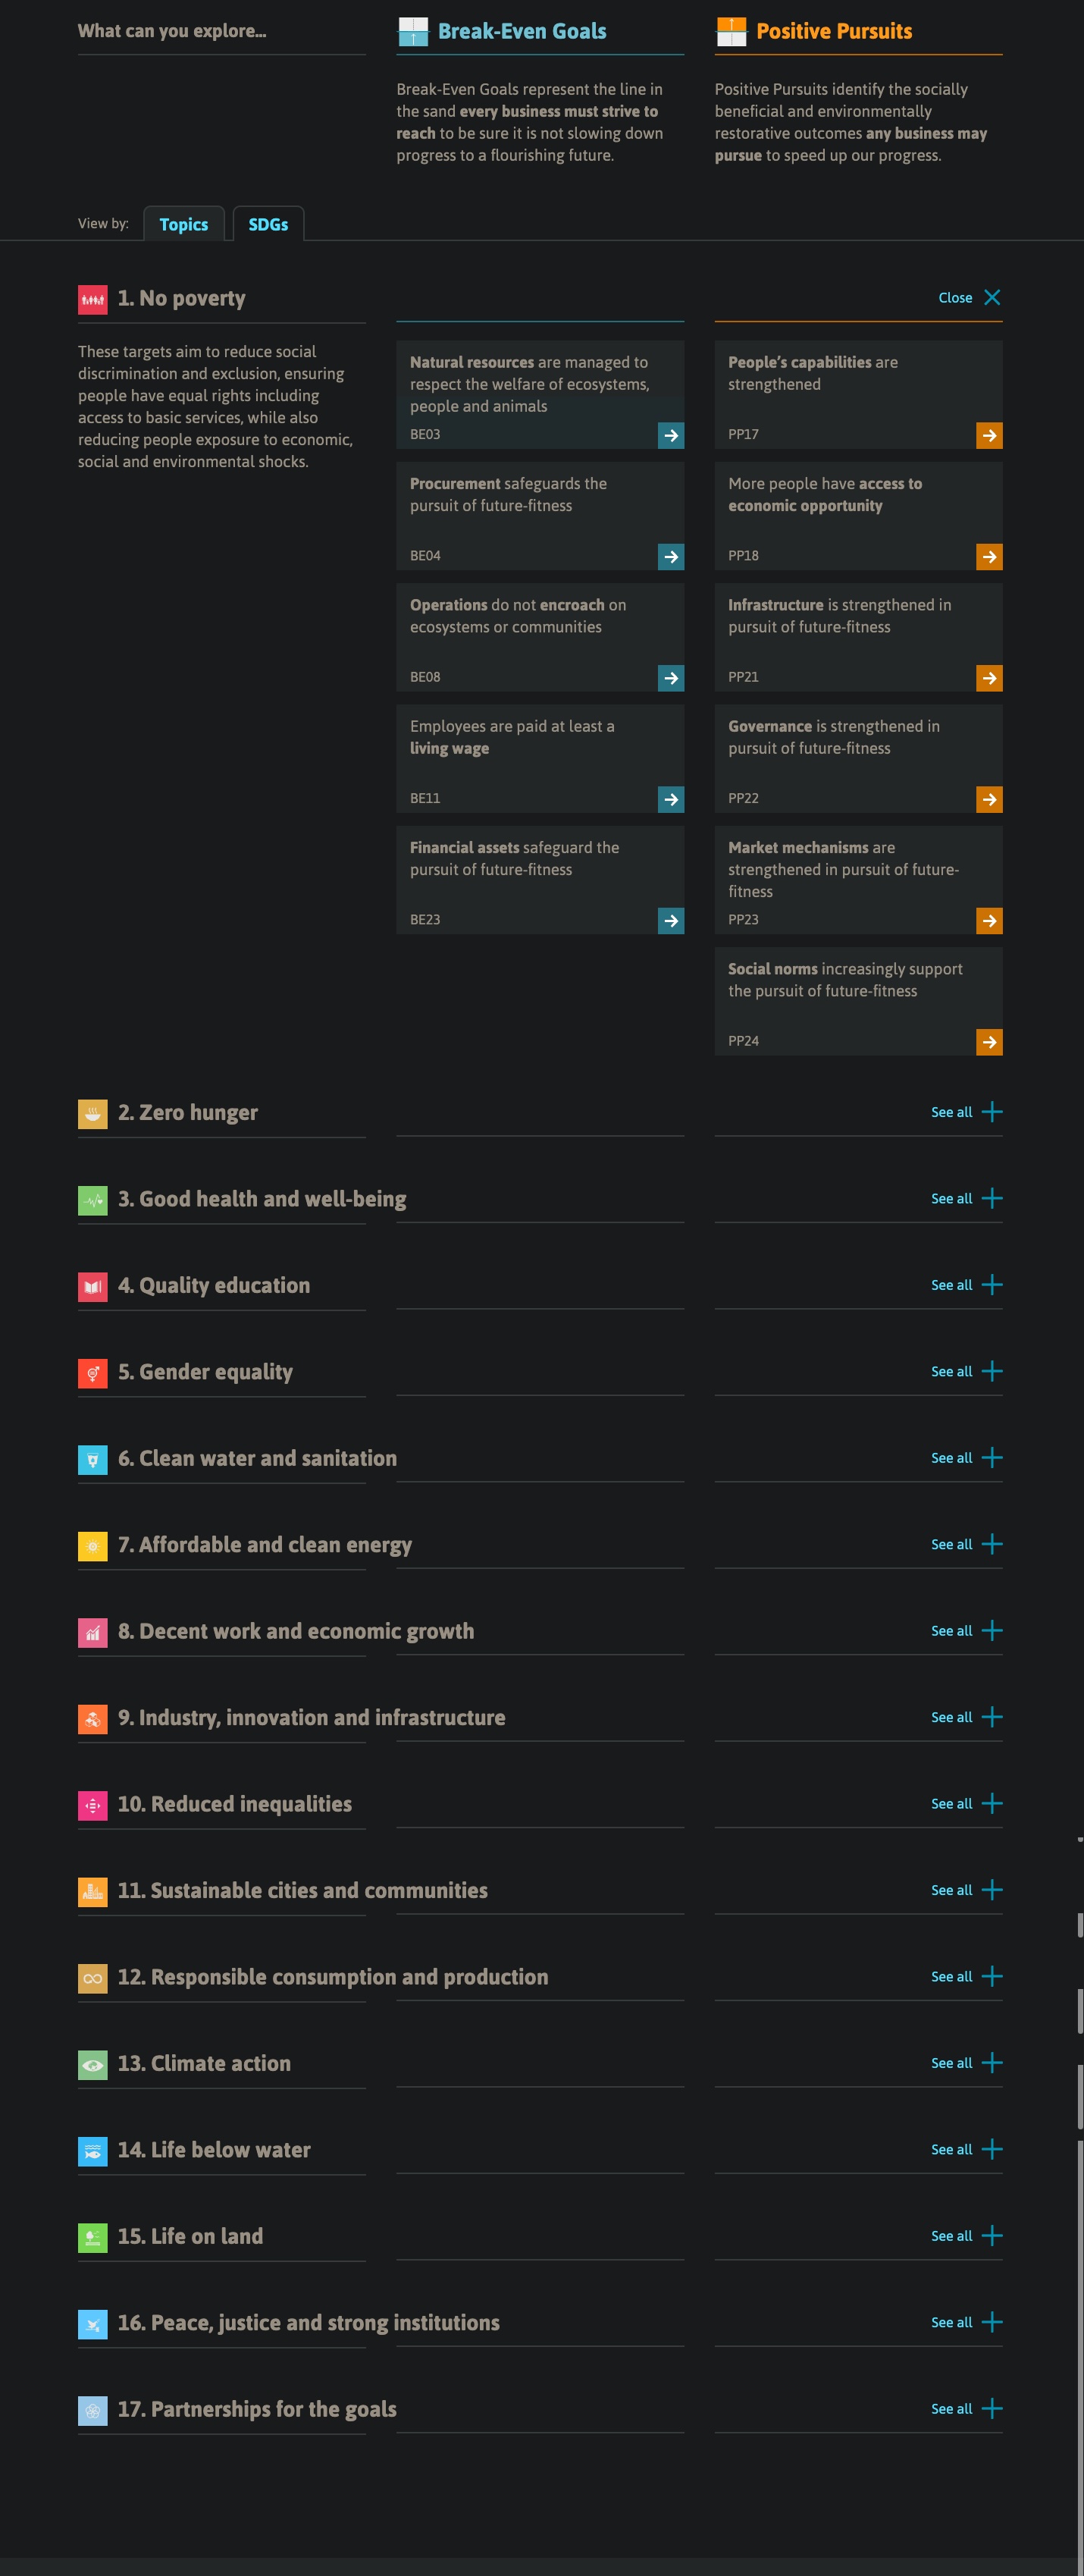 What can you explore...
Break-Even Goals
Positive Pursuits
Break-Even Goals represent the line in
the sand every business must strive to
reach to be sure it is not slowing down
progress to a flourishing future.
Positive Pursuits identify the socially
beneficial and environmentally
restorative outcomes any business may
pursue to speed up our progress.
View by:
Topics
SDGs
1. No poverty
Close
These targets aim to reduce social
discrimination and exclusion, ensuring
people have equal rights including
access to basic services, while also
reducing people exposure to economic,
social and environmental shocks.
Natural resources are managed to
respect the welfare of ecosystems,
people and animals
BE03
Procurement safeguards the
pursuit of future-fitness
BE04
Operations do not encroach on
ecosystems or communities
BE08
Employees are paid at least a
living wage
BE11
Financial assets safeguard the
pursuit of future-fitness
BE23
People's capabilities are
strengthened
PP17
More people have access to
economic opportunity
PP18
Infrastructure is strengthened in
pursuit of future-fitness
PP21
Governance is strengthened in
pursuit of future-fitness
PP22
Market mechanisms are
strengthened in pursuit of future-
fitness
PP23
Social norms increasingly support
the pursuit of future-fitness
PP24
2. Zero hunger
See all
3. Good health and well-being
See all
4. Quality education
See all
5. Gender equality
See all
6. Clean water and sanitation
See all
7. Affordable and clean energy
See all
8. Decent work and economic growth
See all
9. Industry, innovation and infrastructure
See all
10. Reduced inequalities
See all
11. Sustainable cities and communities
See all
12. Responsible consumption and production
See all
13. Climate action
See all
14. Life below water
See all
15. Life on land
See all
16. Peace, justice and strong institutions
See all
17. Partnerships for the goals
See all